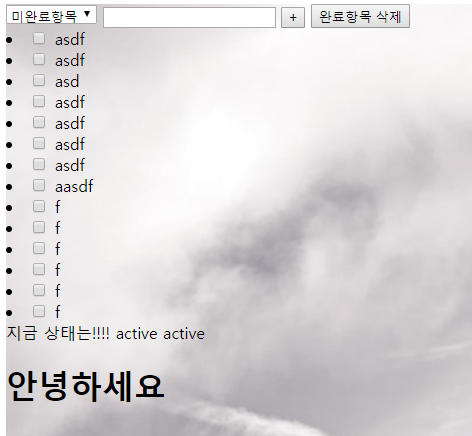 미완료항목 + 완료항목 삭제
asdf
asdf
asd
asdf
asdf
asdf
asdf
aasdf
f
f
f
f
f
f
지금 상태는!!!! active active
안녕하세요